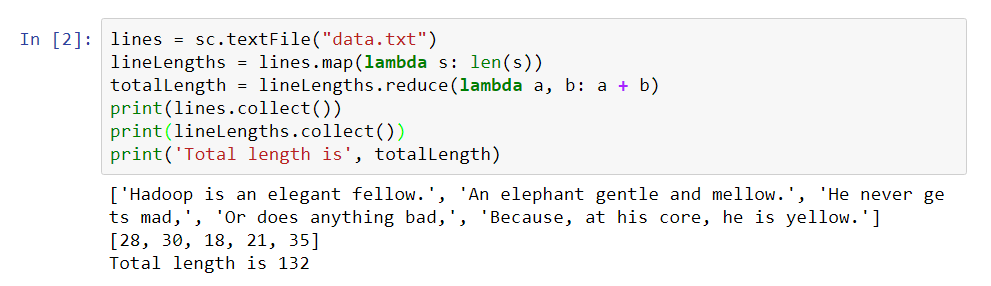 In [2]: lines = sc.textFile("data.txt")
lineLengths = lines.map(lambda s: len(s))
totalLength = lineLengths.reduce(lambda a, b: a + b)
print(lines.collect())
print(lineLengths.collect())
print('Total length is', totalLength)
['Hadoop is an elegant fellow.', 'An elephant gentle and mellow.', 'He never ge
ts mad,', 'Or does anything bad,', 'Because, at his core, he is yellow.']
[28, 30, 18, 21, 35]
Total length is 132